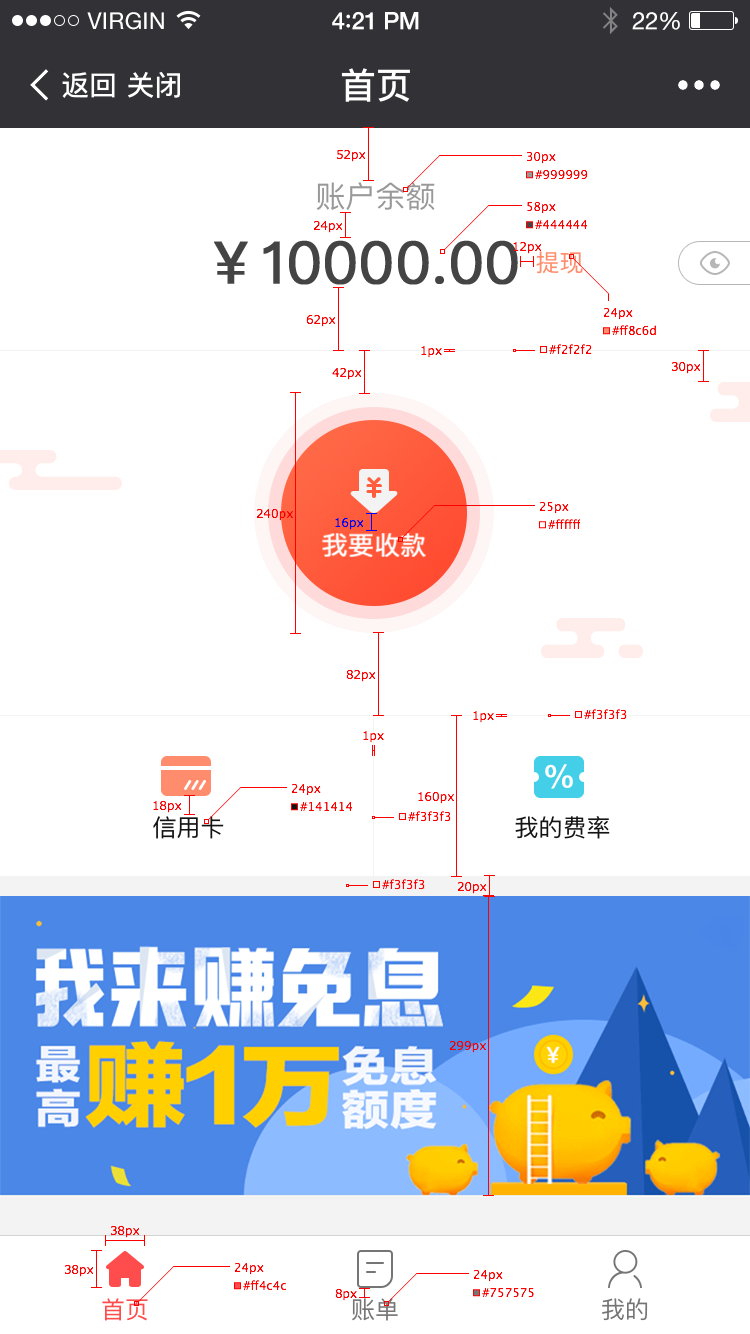 VIRGIN 4:21 PM 22%
返回 关闭 首页
52px
30px
#999999
账户余额
58px
24px
#444444
12px
¥10000.00 提现
24px
62px
#ff8c6d
1px #f2f2f2
30px
42px
240px
25px
16px
#ffffff
我要收款
82px
1px #f3f3f3
1px
24px
160px
18px
#141414
#f3f3f3
信用卡 我的费率
#f3f3f3
20px
我来赚免息
299px
最高赚1万免息额度
38px
38px
24px
#ff4c4c
24px
8px
#757575
首页 账单 我的